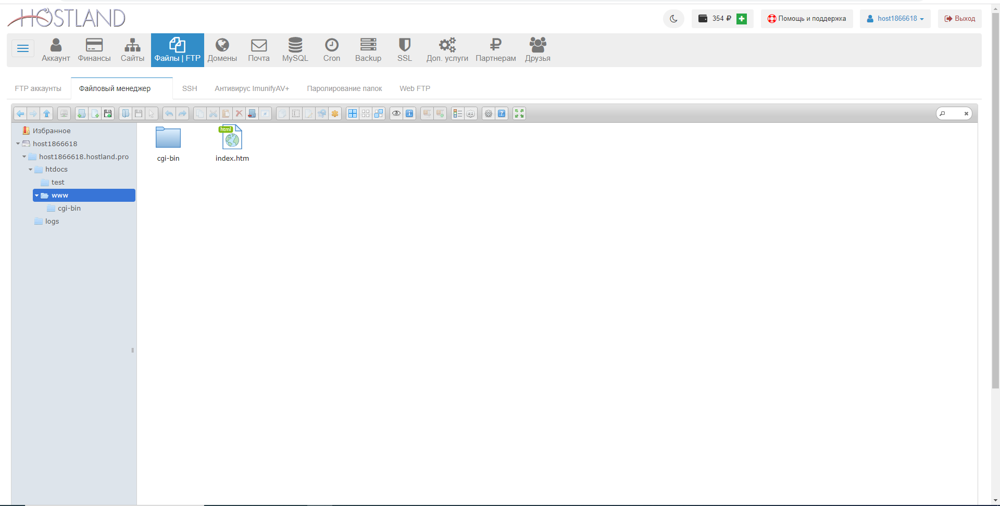 HOSTLAND
354 ₽
Помощь и поддержка
host1866618
Выход
Аккаунт
Финансы
Сайты
Файлы | FTP
Домены
Почта
MySQL
Cron
Backup
SSL
Доп. услуги
Партнерам
Друзья
FTP аккаунты
Файловый менеджер
SSH
Антивирус ImunifyAV+
Паролирование папок
Web FTP
Избранное
host1866618
host1866618.hostland.pro
htdocs
test
www
cgi-bin
logs
cgi-bin
html
index.htm